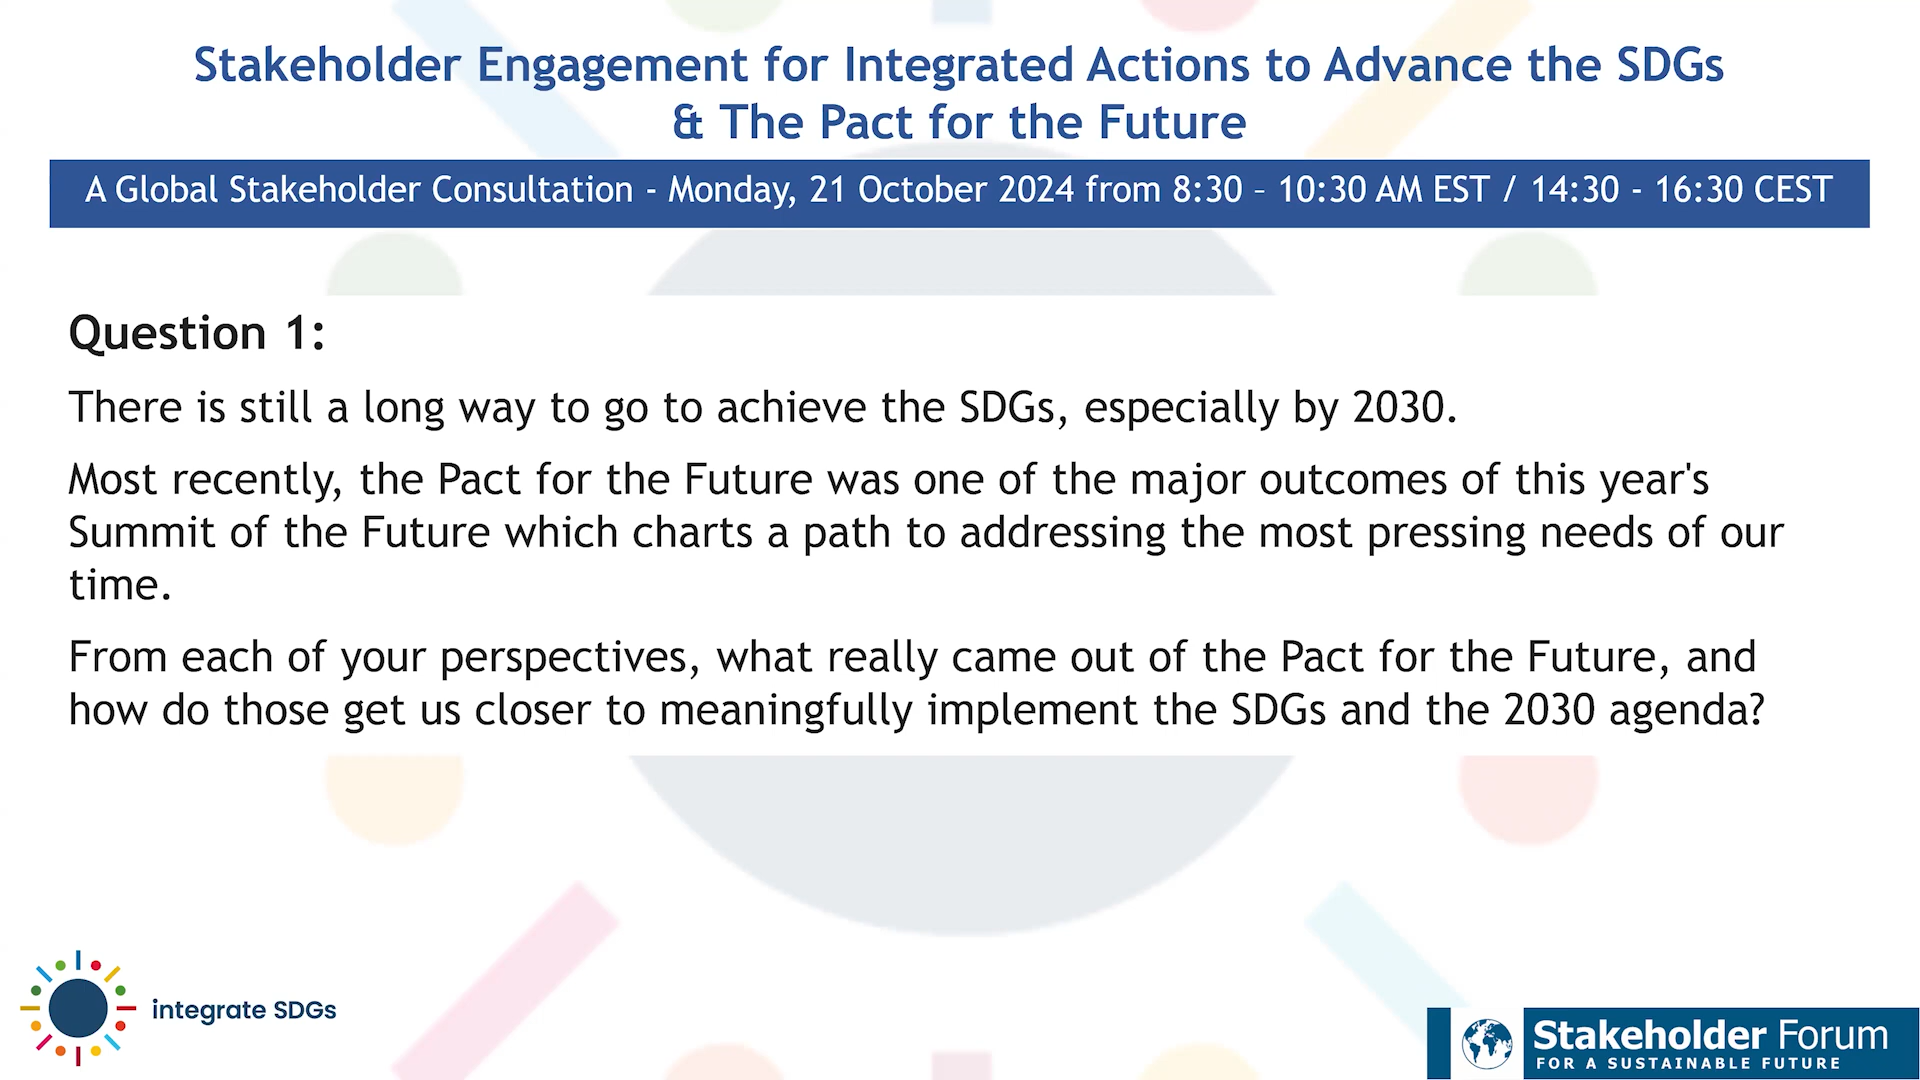 Stakeholder Engagement for Integrated Actions to Advance the SDGs
& The Pact for the Future
A Global Stakeholder Consultation - Monday, 21 October 2024 from 8:30 – 10:30 AM EST / 14:30 - 16:30 CEST
Question 1:
There is still a long way to go to achieve the SDGs, especially by 2030.
Most recently, the Pact for the Future was one of the major outcomes of this year's
Summit of the Future which charts a path to addressing the most pressing needs of our
time.
From each of your perspectives, what really came out of the Pact for the Future, and
how do those get us closer to meaningfully implement the SDGs and the 2030 agenda?
integrate SDGs
Stakeholder Forum
FOR A SUSTAINABLE FUTURE